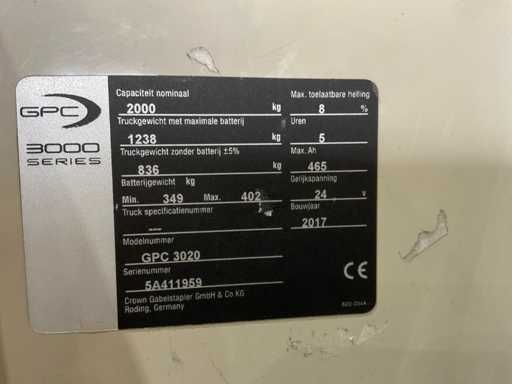 GPC
3000
SERIES
Capaciteit nominaal
2000 kg
Truckgewicht met maximale batterij
1238 kg
Truckgewicht zonder batterij ±5%
836 kg
Batterijgewicht kg
Min. 349 Max. 402
Truck specificatienummer
---
Modelnummer
GPC 3020
Serienummer
5A411959
Crown Gabelstapler GmbH & Co KG
Roding, Germany
Max. toelaatbare helling
8 %
Uren
5
Max. Ah
465
Gelijkspanning
24 v
Bouwjaar
2017
CE